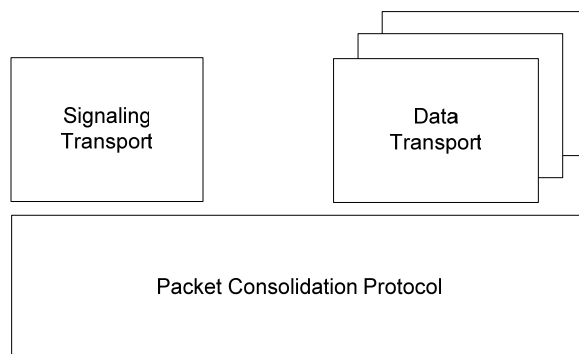 Signaling
Transport
Data
Transport
Packet Consolidation Protocol